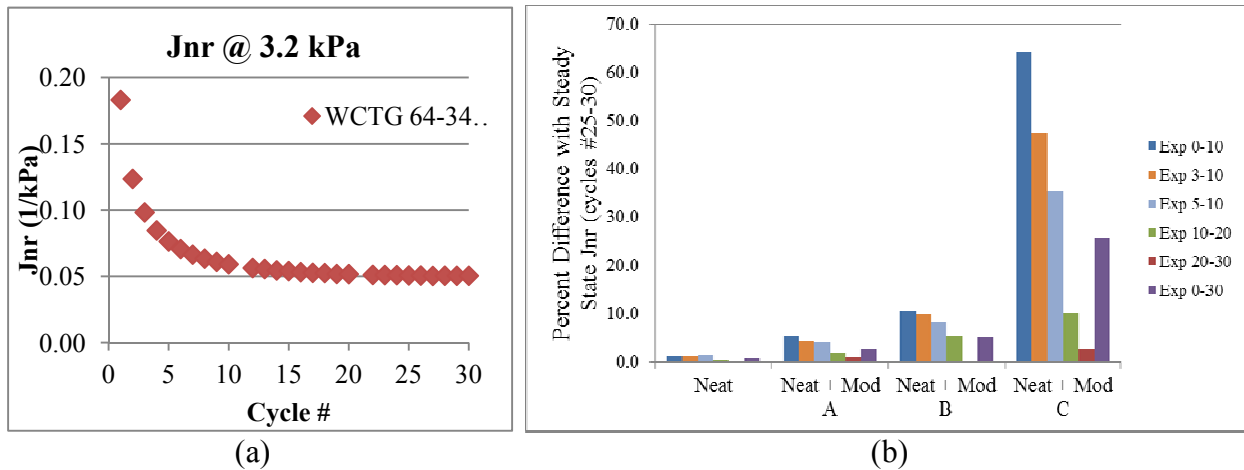 Jnr @ 3.2 kPa
Jnr (1/kPa)
0.20
0.15
0.10
0.05
0.00
WCTG 64-34..
0 5 10 15 20 25 30
Cycle #
(a)
Percent Difference with Steady
State Jnr (cycles #25-30)
70.0
60.0
50.0
40.0
30.0
20.0
10.0
0.0
Exp 0-10
Exp 3-10
Exp 5-10
Exp 10-20
Exp 20-30
Exp 0-30
Neat Neat Mod Neat Mod Neat Mod
A B C
(b)